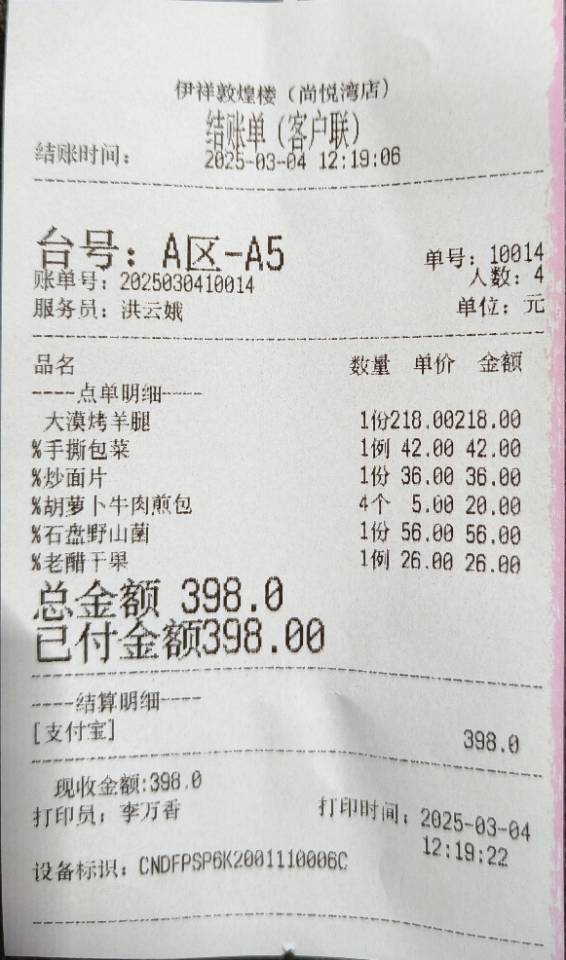 伊祥敦煌楼（尚悦湾店）
结账单（客户联）
结账时间： 2025-03-04 12:19:06
台号：A区-A5 单号：10014
账单号：2025030410014 人数：4
服务员：洪云娥 单位：元
品名 数量 单价 金额
----点单明细-----
大漠烤羊腿 1份218.00218.00
%手撕包菜 1例 42.00 42.00
%炒面片 1份 36.00 36.00
%胡萝卜牛肉煎包 4个 5.00 20.00
%石盘野山菌 1份 56.00 56.00
%老醋干果 1例 26.00 26.00
总金额 398.0
已付金额398.00
----结算明细----
[支付宝] 398.0
现收金额:398.0
打印员：李万香 打印时间：2025-03-04
12:19:22
设备标识：CNDFPSP6K2001110006C